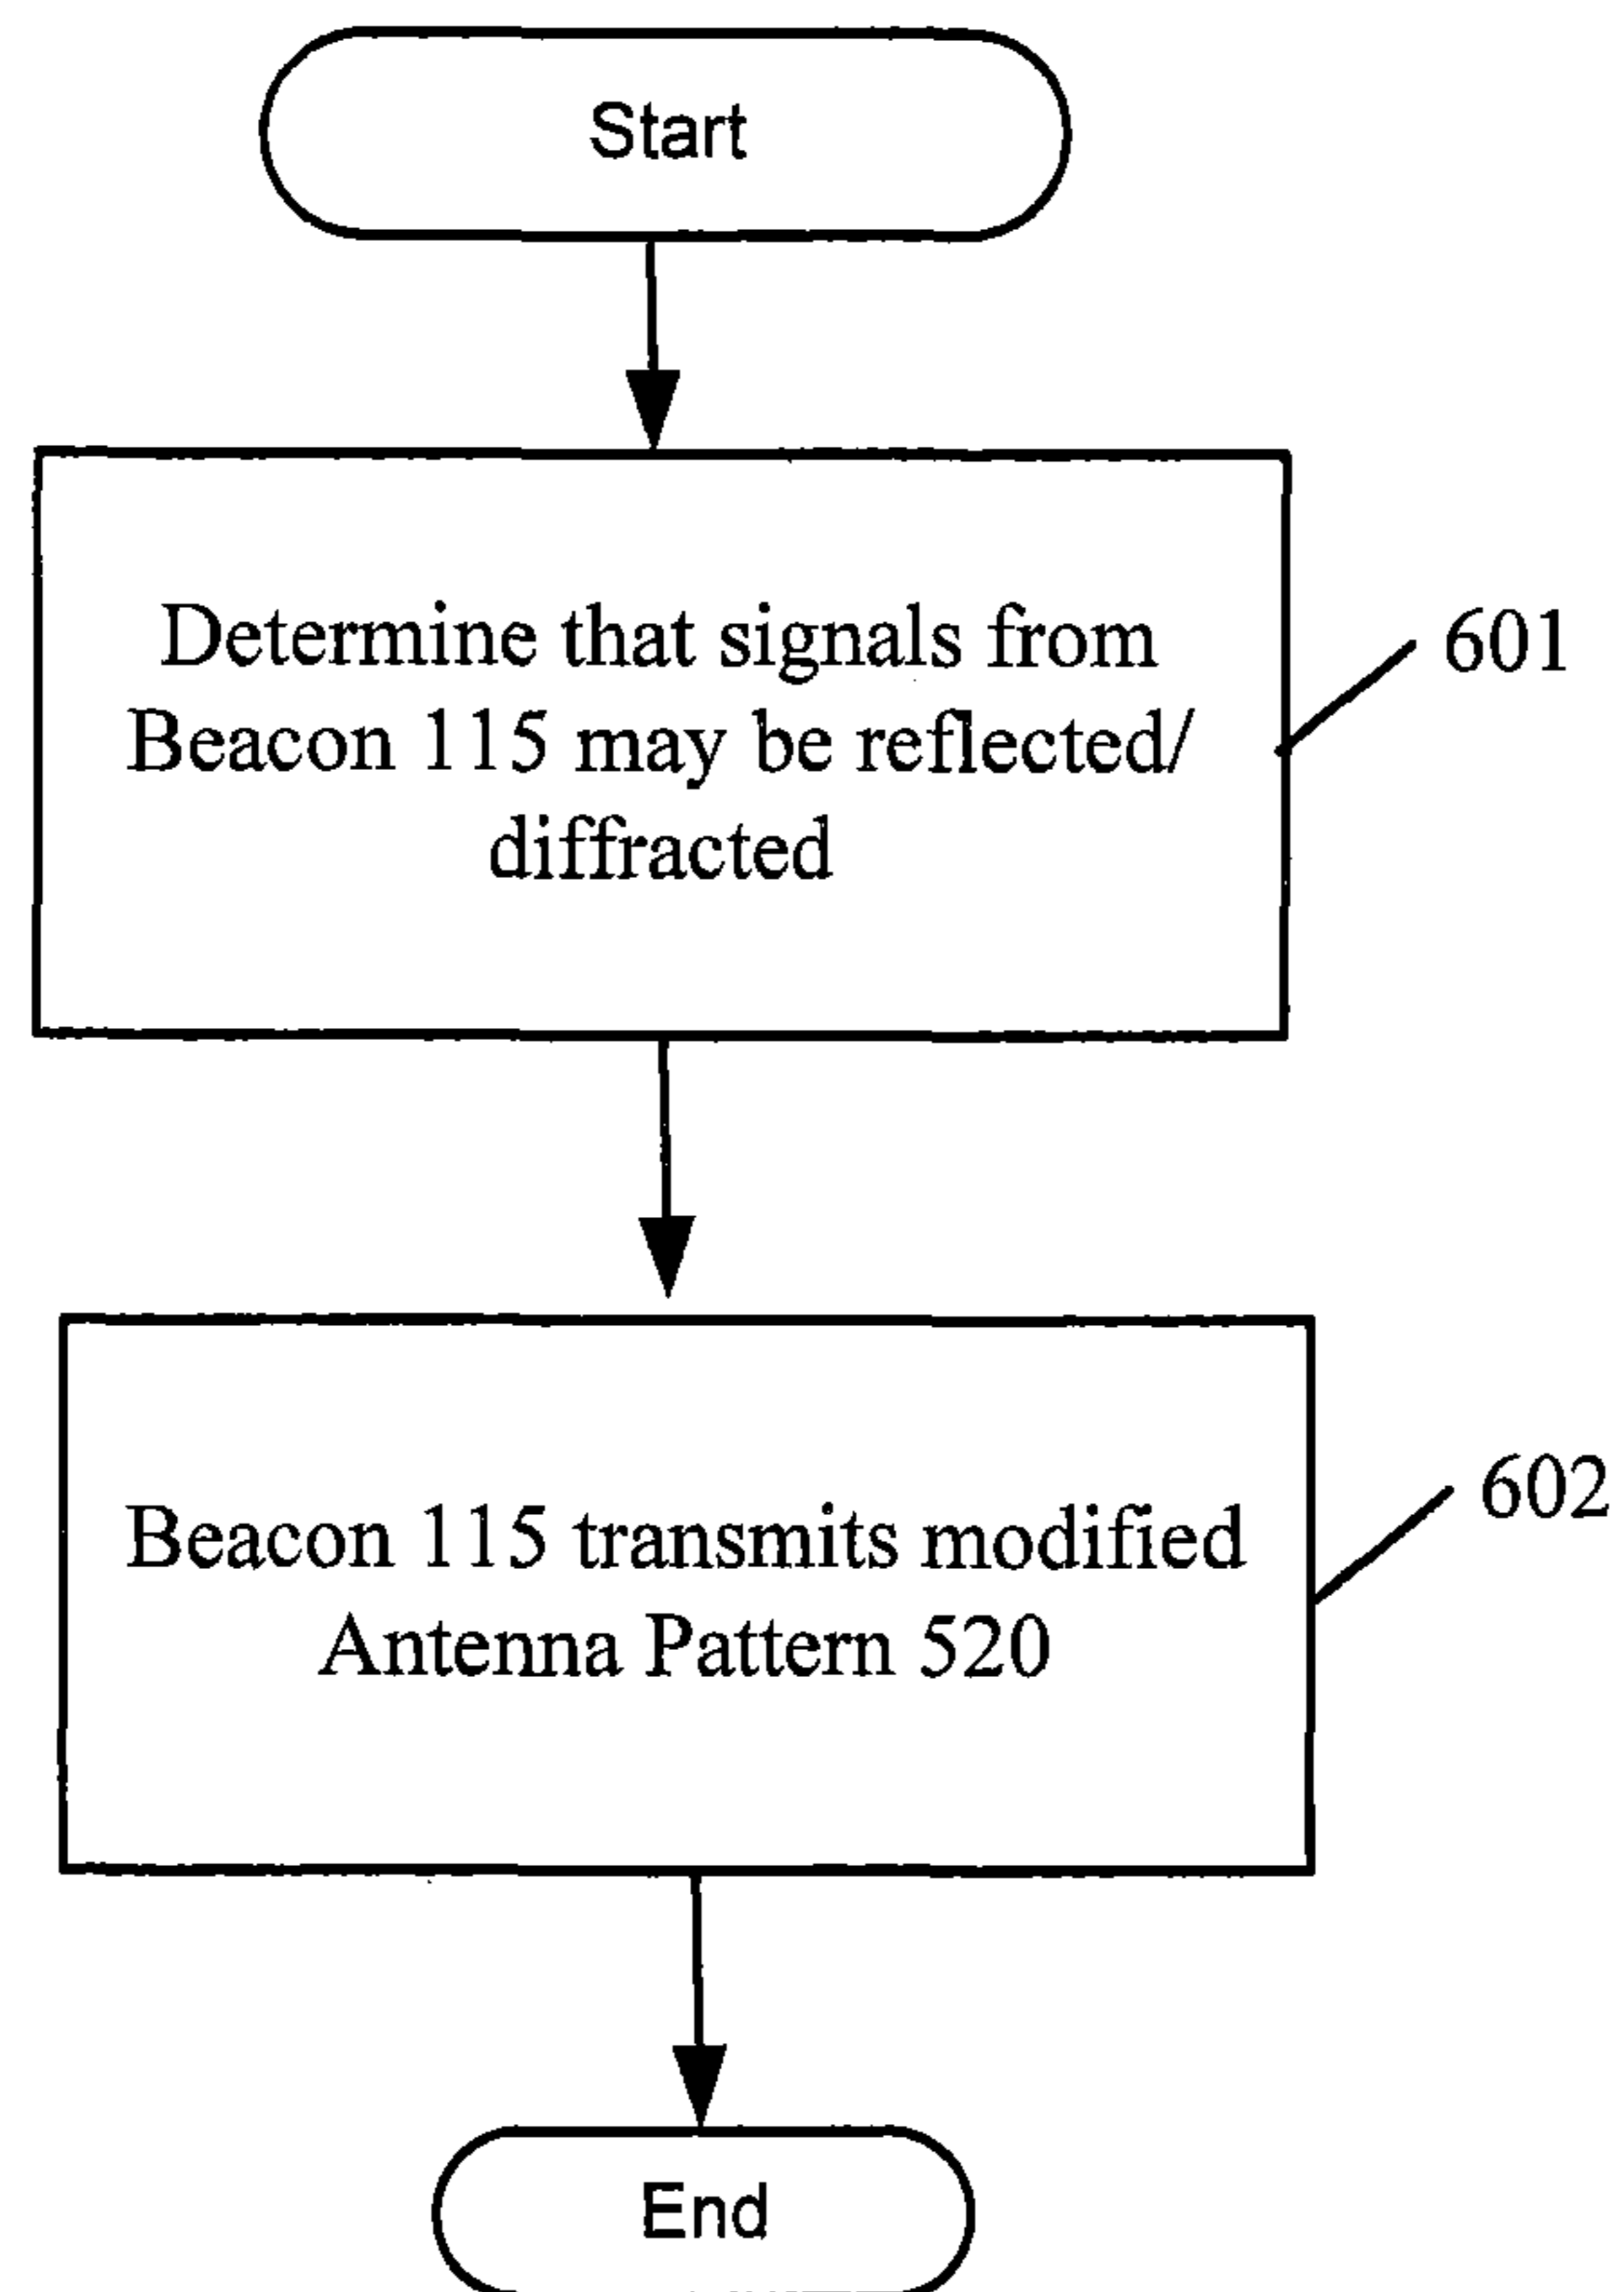 Start
Determine that signals from
Beacon 115 may be reflected/
diffracted
601
Beacon 115 transmits modified
Antenna Pattern 520
602
End